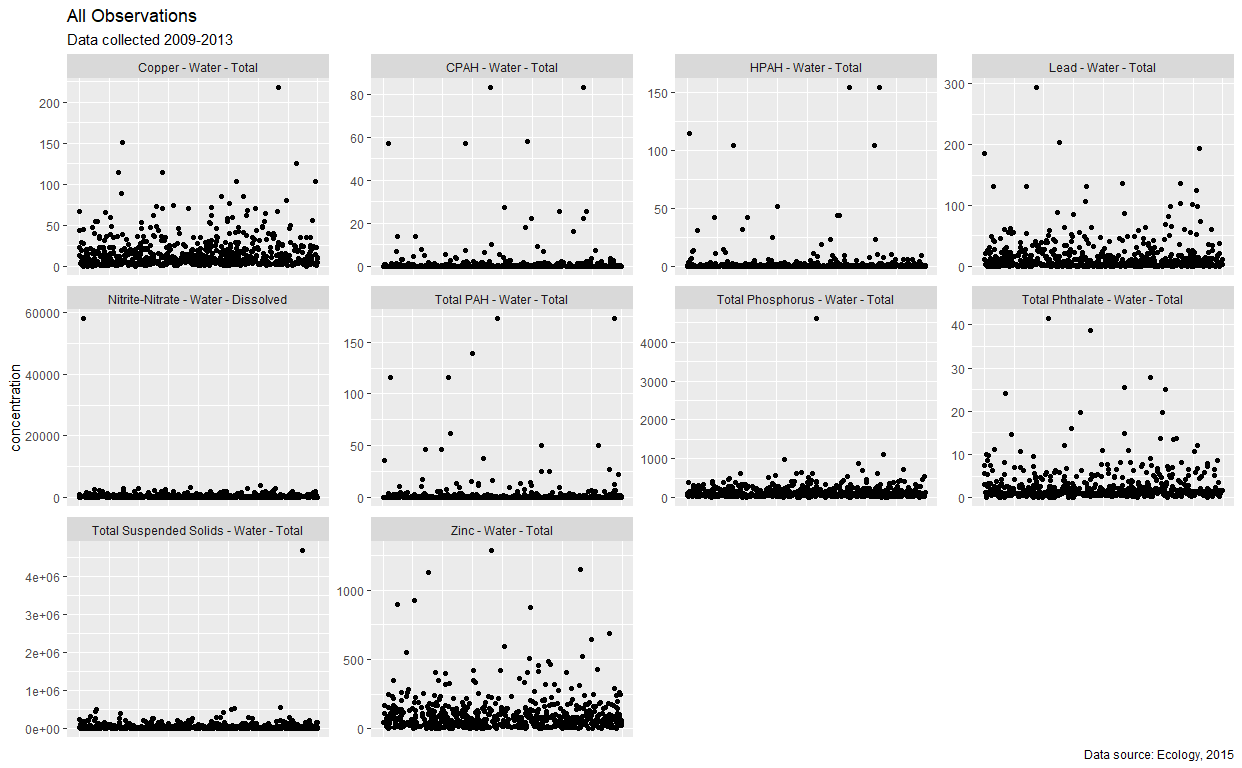 All Observations
Data collected 2009-2013
Copper - Water - Total
CPAH - Water - Total
HPAH - Water - Total
Lead - Water - Total
200
150
100
50
0
80
60
40
20
0
150
100
50
0
300
200
100
0
Nitrite-Nitrate - Water - Dissolved
Total PAH - Water - Total
Total Phosphorus - Water - Total
Total Phthalate - Water - Total
60000
40000
20000
0
150
100
50
0
4000
3000
2000
1000
0
40
30
20
10
0
concentration
Total Suspended Solids - Water - Total
Zinc - Water - Total
4e+06
3e+06
2e+06
1e+06
0e+00
1000
500
0
Data source: Ecology, 2015